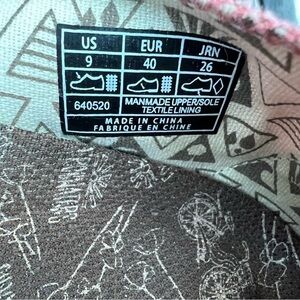 US EUR JRN
9 40 26
640520 MANMADE UPPER/SOLE
TEXTILE LINING
MADE IN CHINA
FABRIQUE EN CHINE